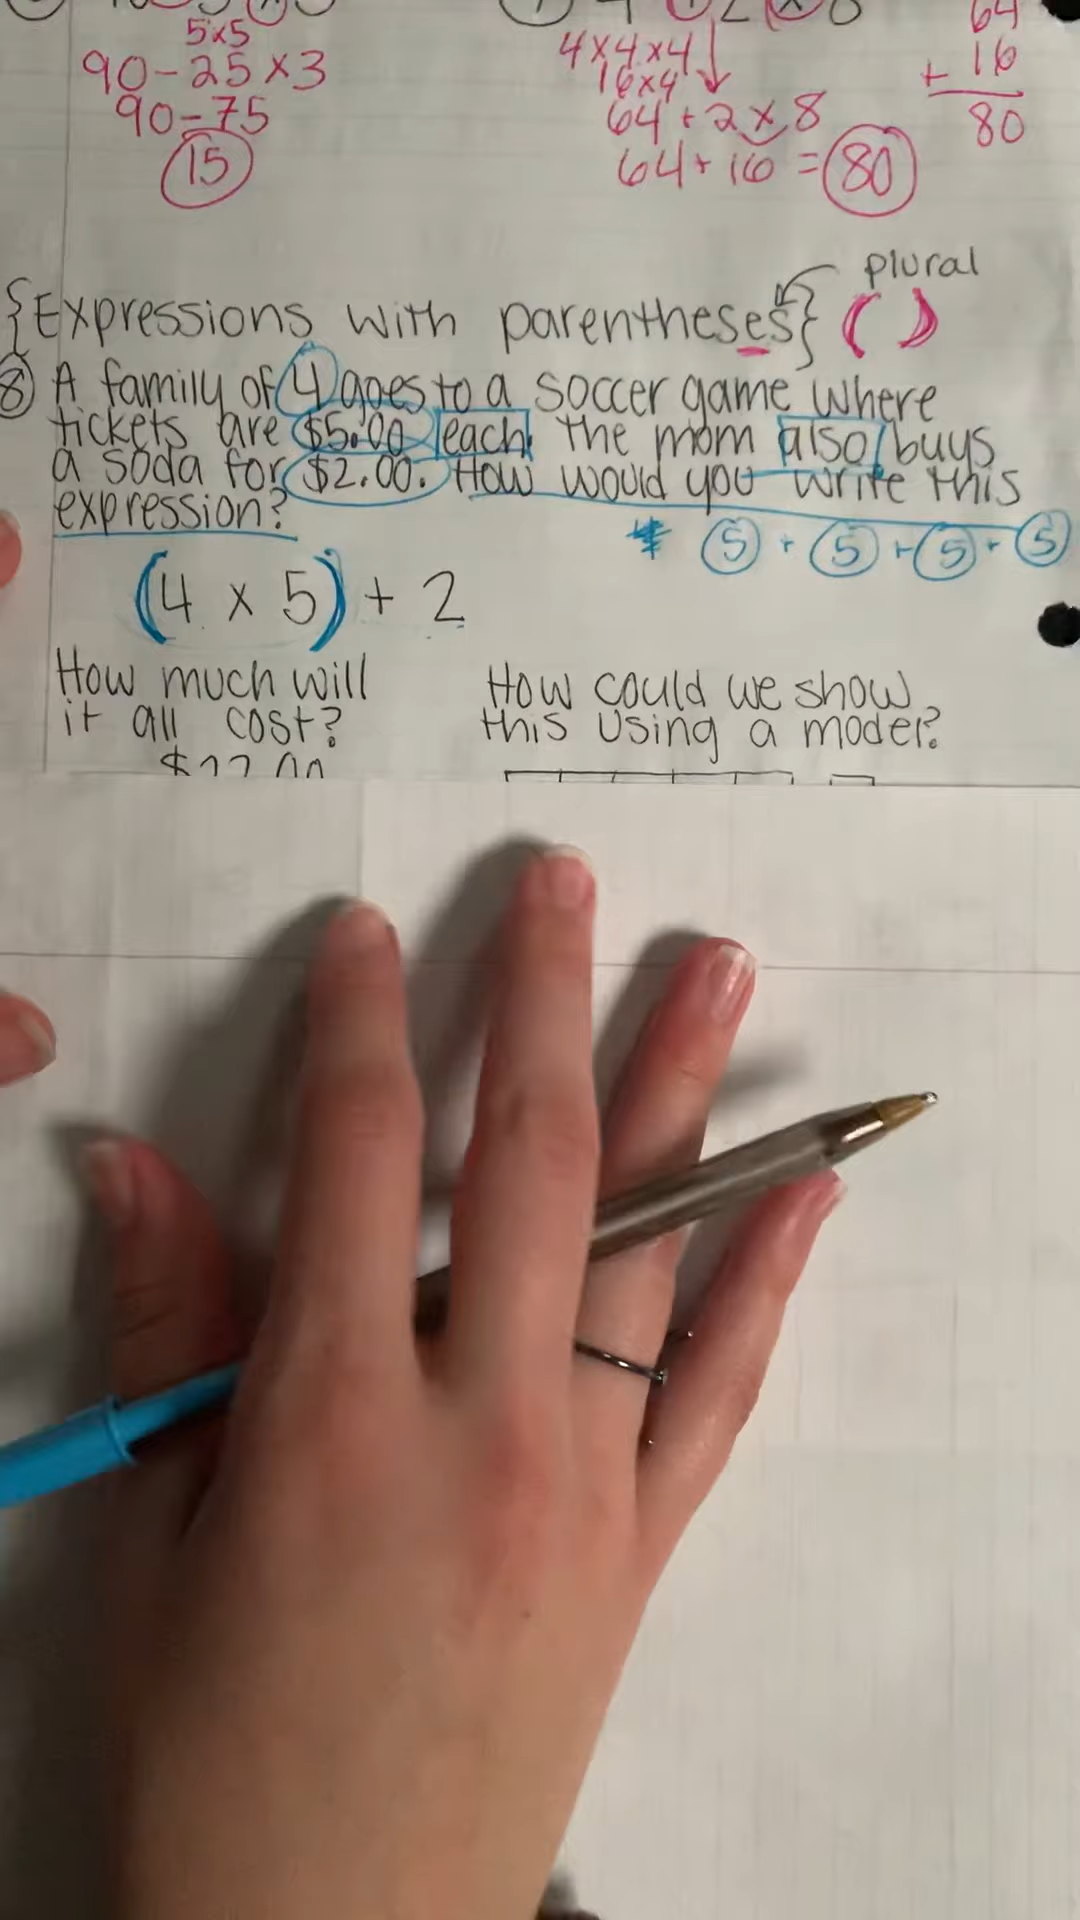 5x5
90-25x3
90-75
15
4x4x4
16x4
64+2x8
64+16=80
64
+ 16
80
plural
{Expressions with parentheses} ( )
8 A family of 4 goes to a soccer game where
tickets are $5.00 each. The mom also buys
a soda for $2.00. How would you write this
expression?
* 5 + 5 + 5 + 5
(4 x 5) + 2
How much will
it all cost?
How could we show
this using a model?